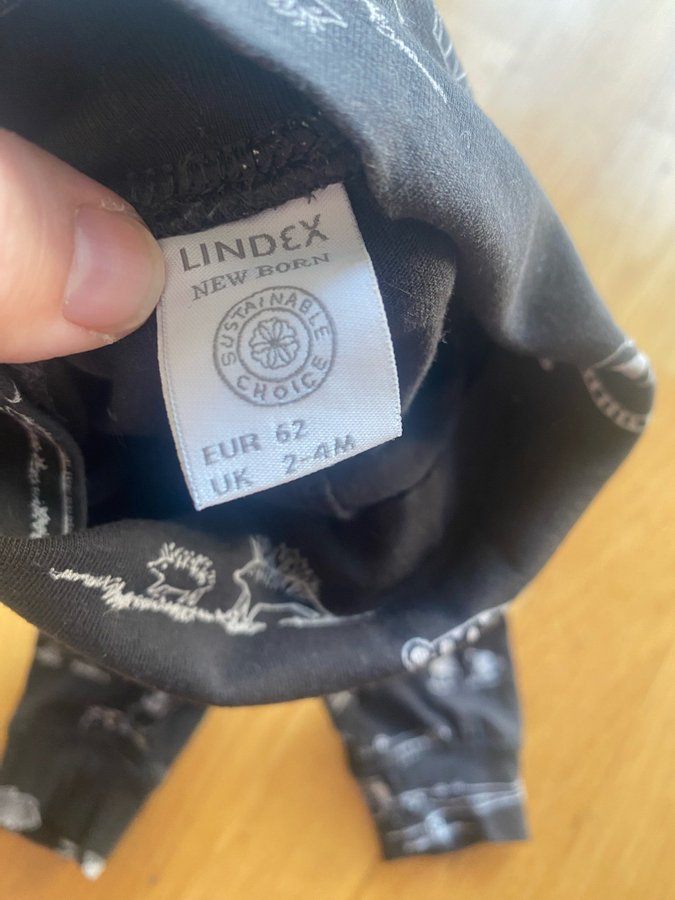 LINDEX
NEW BORN
SUSTAINABLE
CHOICE
EUR 62
UK 2-4M